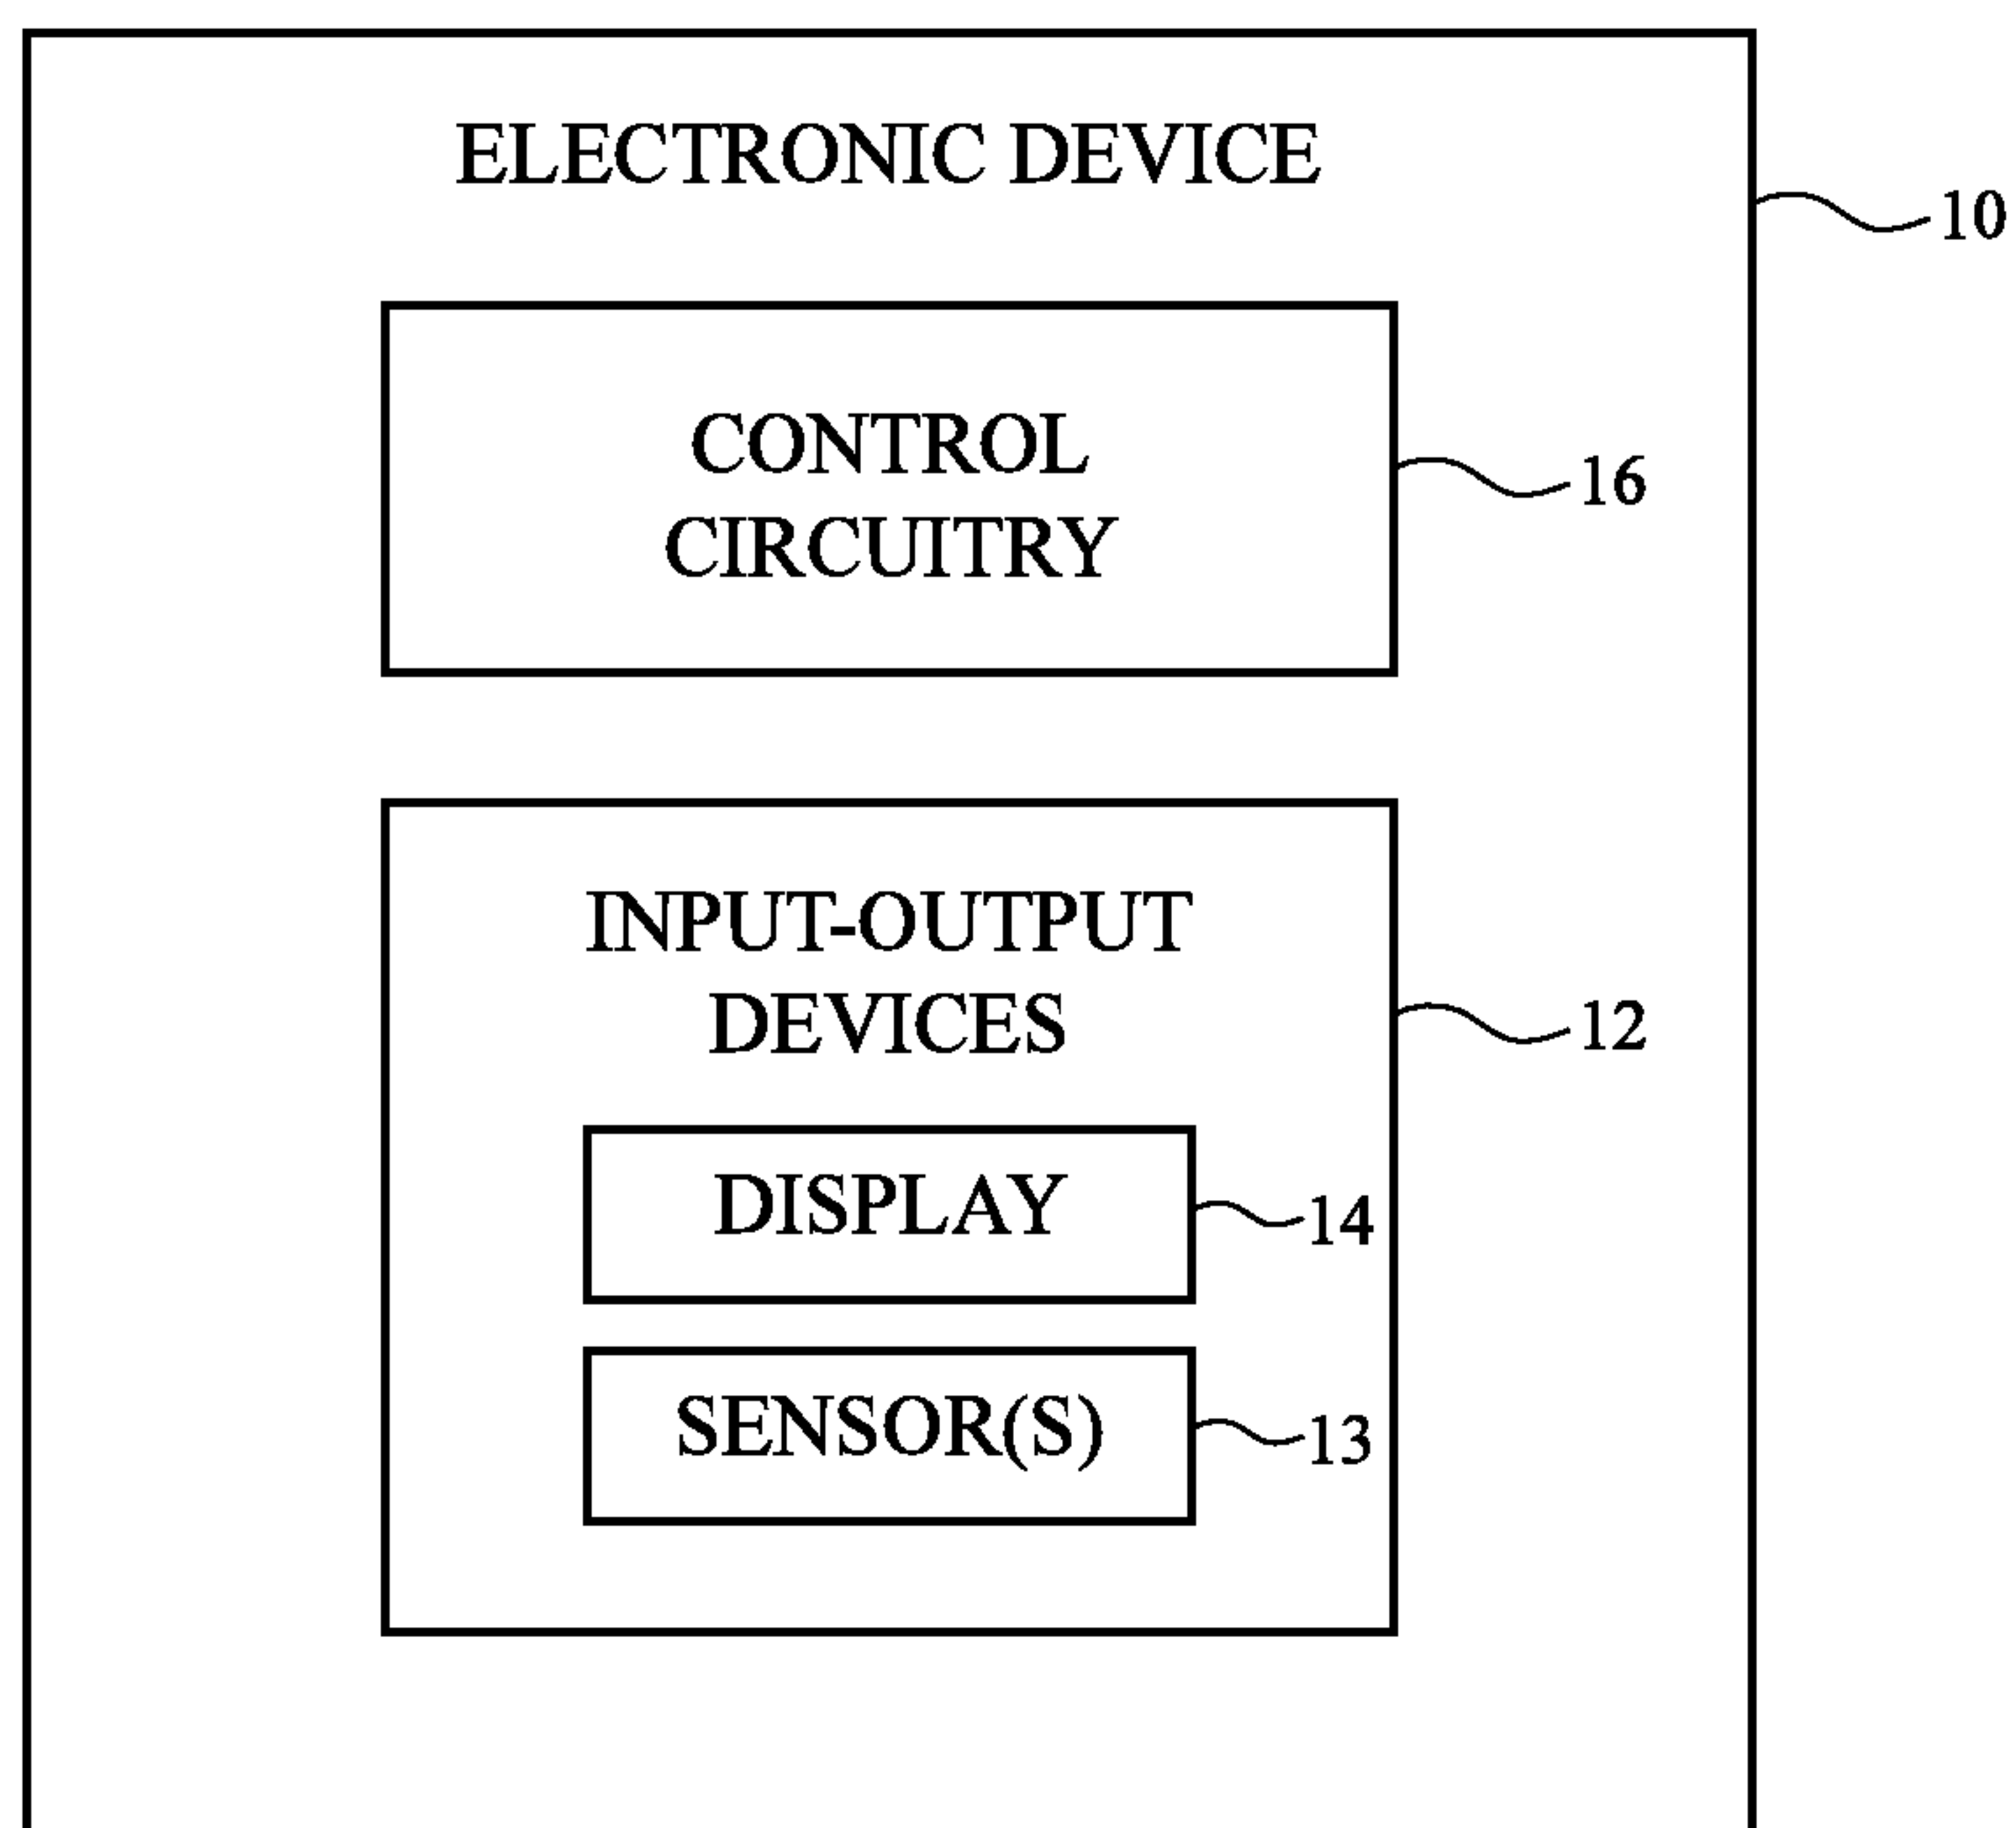 ELECTRONIC DEVICE
10
CONTROL
CIRCUITRY
16
INPUT-OUTPUT
DEVICES
12
DISPLAY
14
SENSOR(S)
13